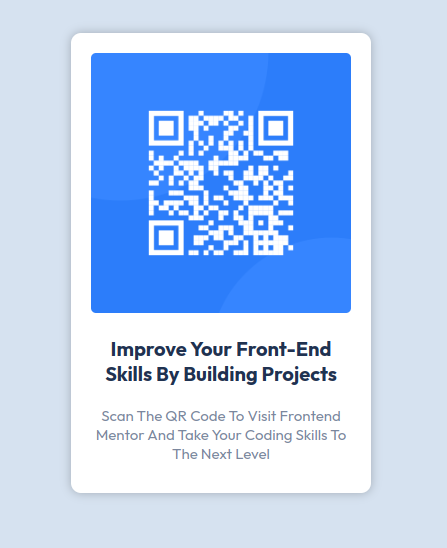 Improve Your Front-End
Skills By Building Projects
Scan The QR Code To Visit Frontend
Mentor And Take Your Coding Skills To
The Next Level